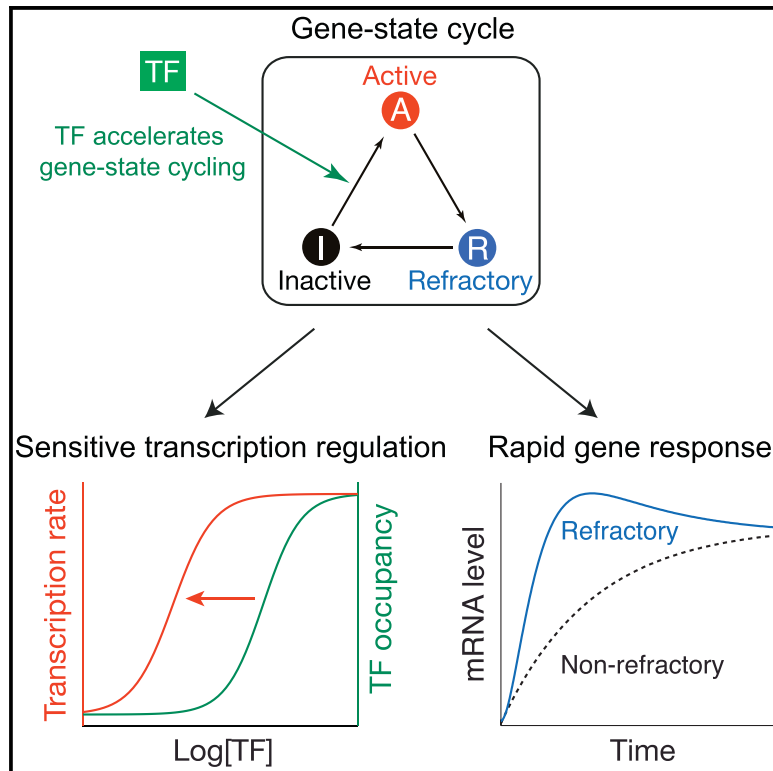 Gene-state cycle
TF
Active
A
TF accelerates
gene-state cycling
I
R
Inactive
Refractory
Sensitive transcription regulation
Rapid gene response
Transcription rate
TF occupancy
Log[TF]
mRNA level
Refractory
Non-refractory
Time